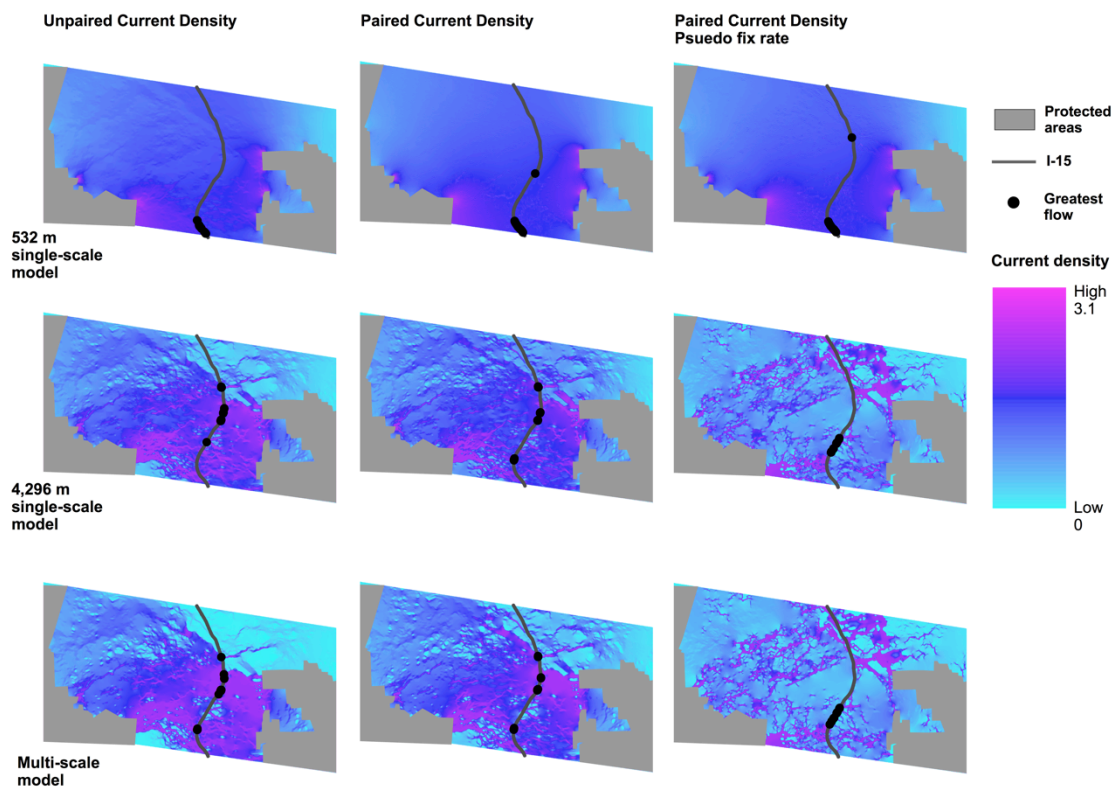 Unpaired Current Density
Paired Current Density
Paired Current Density
Psuedo fix rate
Protected
areas
I-15
Greatest
flow
532 m
single-scale
model
Current density
High
3.1
Low
0
4,296 m
single-scale
model
Multi-scale
model